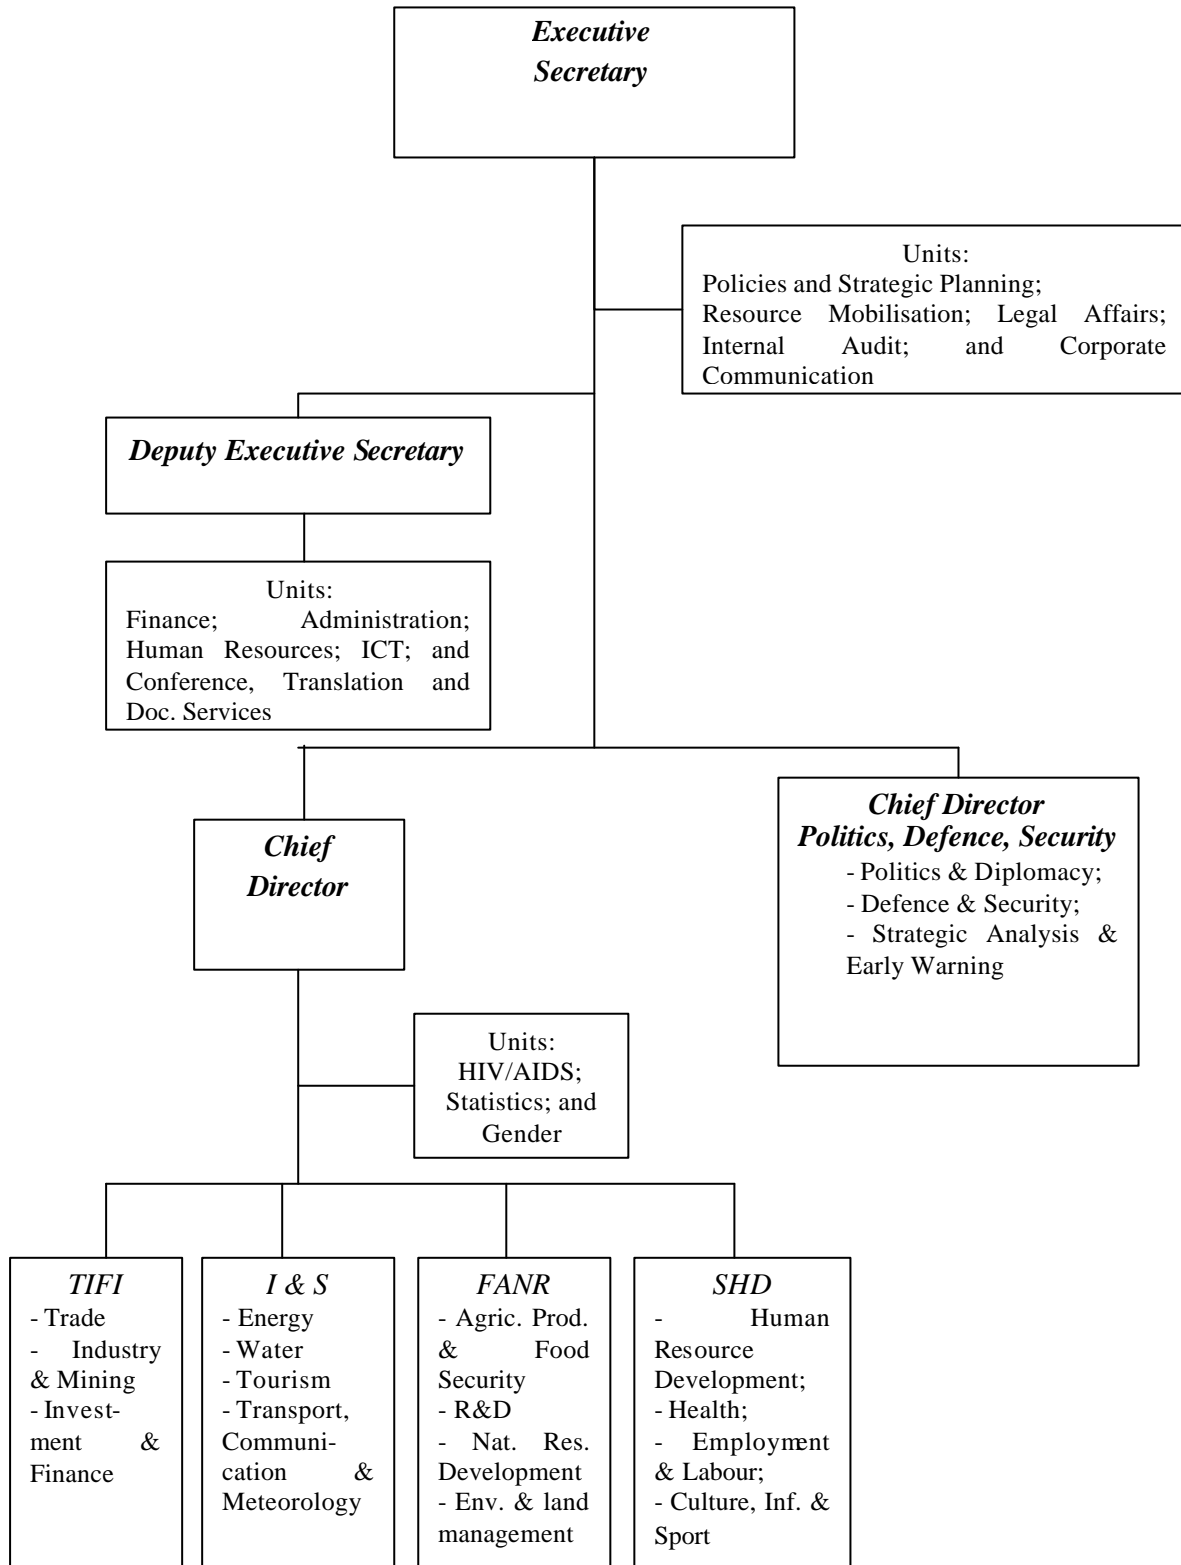 Executive
Secretary
Units:
Policies and Strategic Planning;
Resource Mobilisation; Legal Affairs;
Internal Audit; and Corporate
Communication
Deputy Executive Secretary
Units:
Finance; Administration;
Human Resources; ICT; and
Conference, Translation and
Doc. Services
Chief
Director
Chief Director
Politics, Defence, Security
- Politics & Diplomacy;
- Defence & Security;
- Strategic Analysis &
Early Warning
Units:
HIV/AIDS;
Statistics; and
Gender
TIFI
- Trade
- Industry
& Mining
- Invest-
ment &
Finance
I & S
- Energy
- Water
- Tourism
- Transport,
Communi-
cation &
Meteorology
FANR
- Agric. Prod.
& Food
Security
- R&D
- Nat. Res.
Development
- Env. & land
management
SHD
- Human
Resource
Development;
- Health;
- Employment
& Labour;
- Culture, Inf. &
Sport